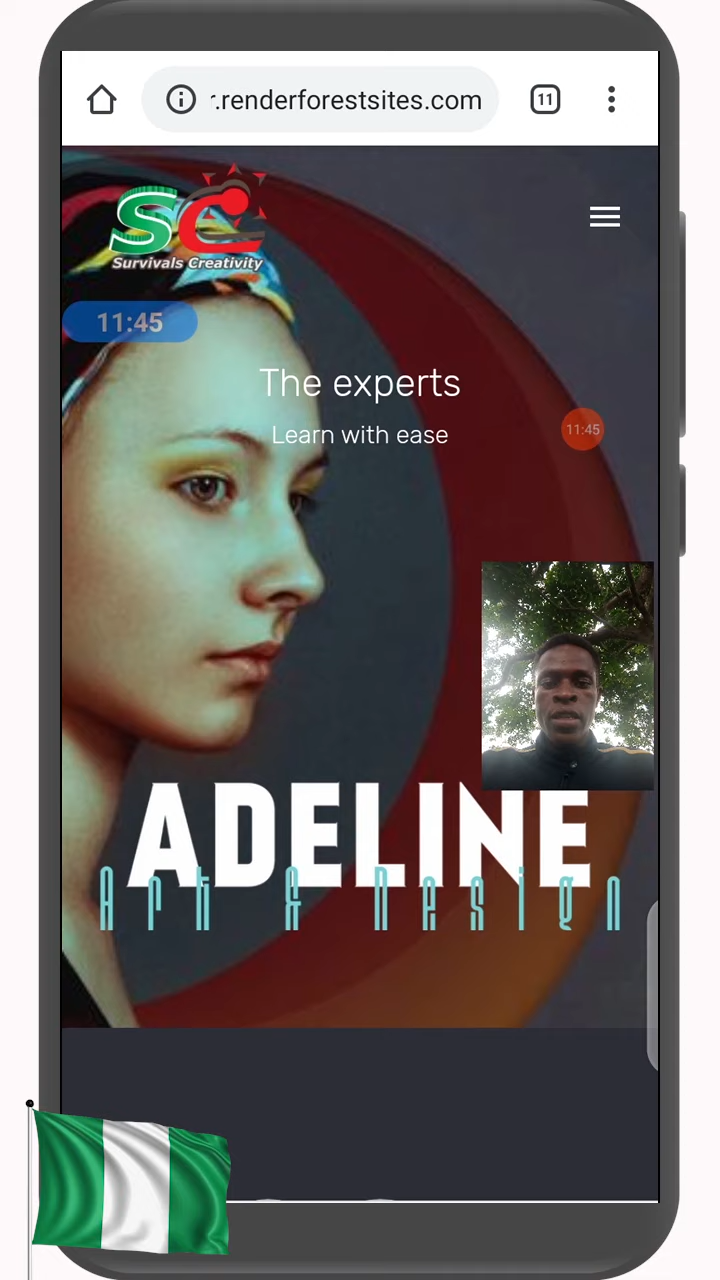 r.renderforestsites.com
11
SC
Survivals Creativity
11:45
The experts
Learn with ease
11:45
ADELINE
Art & Design